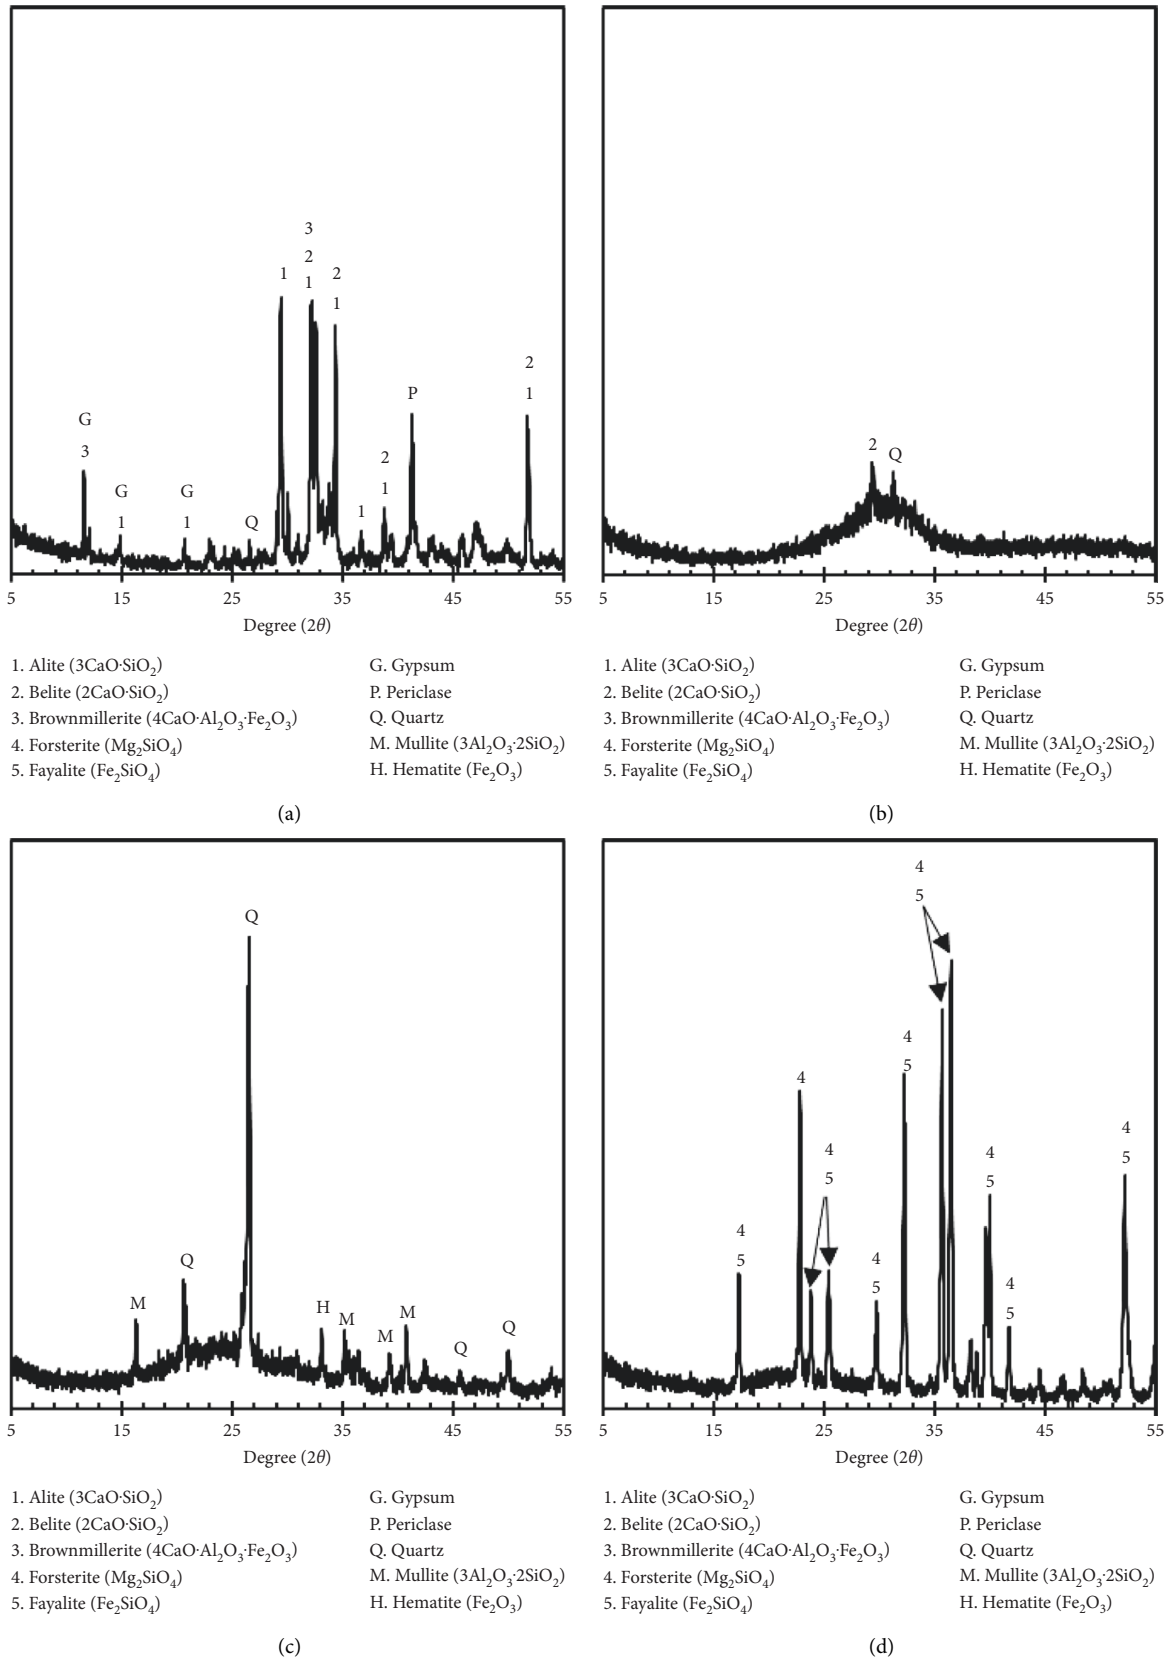 3
2
1
1
2
1
2
1
P
G
3
2
1
G
1
G
1
Q
1
5 15 25 35 45 55
Degree (2θ)
1. Alite (3CaO·SiO₂)
2. Belite (2CaO·SiO₂)
3. Brownmillerite (4CaO·Al₂O₃·Fe₂O₃)
4. Forsterite (Mg₂SiO₄)
5. Fayalite (Fe₂SiO₄)
G. Gypsum
P. Periclase
Q. Quartz
M. Mullite (3Al₂O₃·2SiO₂)
H. Hematite (Fe₂O₃)
(a)
2
Q
5 15 25 35 45 55
Degree (2θ)
1. Alite (3CaO·SiO₂)
2. Belite (2CaO·SiO₂)
3. Brownmillerite (4CaO·Al₂O₃·Fe₂O₃)
4. Forsterite (Mg₂SiO₄)
5. Fayalite (Fe₂SiO₄)
G. Gypsum
P. Periclase
Q. Quartz
M. Mullite (3Al₂O₃·2SiO₂)
H. Hematite (Fe₂O₃)
(b)
Q
Q
M
H
M
M
M
Q
Q
5 15 25 35 45 55
Degree (2θ)
1. Alite (3CaO·SiO₂)
2. Belite (2CaO·SiO₂)
3. Brownmillerite (4CaO·Al₂O₃·Fe₂O₃)
4. Forsterite (Mg₂SiO₄)
5. Fayalite (Fe₂SiO₄)
G. Gypsum
P. Periclase
Q. Quartz
M. Mullite (3Al₂O₃·2SiO₂)
H. Hematite (Fe₂O₃)
(c)
4
5
4
5
4
4
5
4
5
4
5
4
5
4
5
4
5
5 15 25 35 45 55
Degree (2θ)
1. Alite (3CaO·SiO₂)
2. Belite (2CaO·SiO₂)
3. Brownmillerite (4CaO·Al₂O₃·Fe₂O₃)
4. Forsterite (Mg₂SiO₄)
5. Fayalite (Fe₂SiO₄)
G. Gypsum
P. Periclase
Q. Quartz
M. Mullite (3Al₂O₃·2SiO₂)
H. Hematite (Fe₂O₃)
(d)